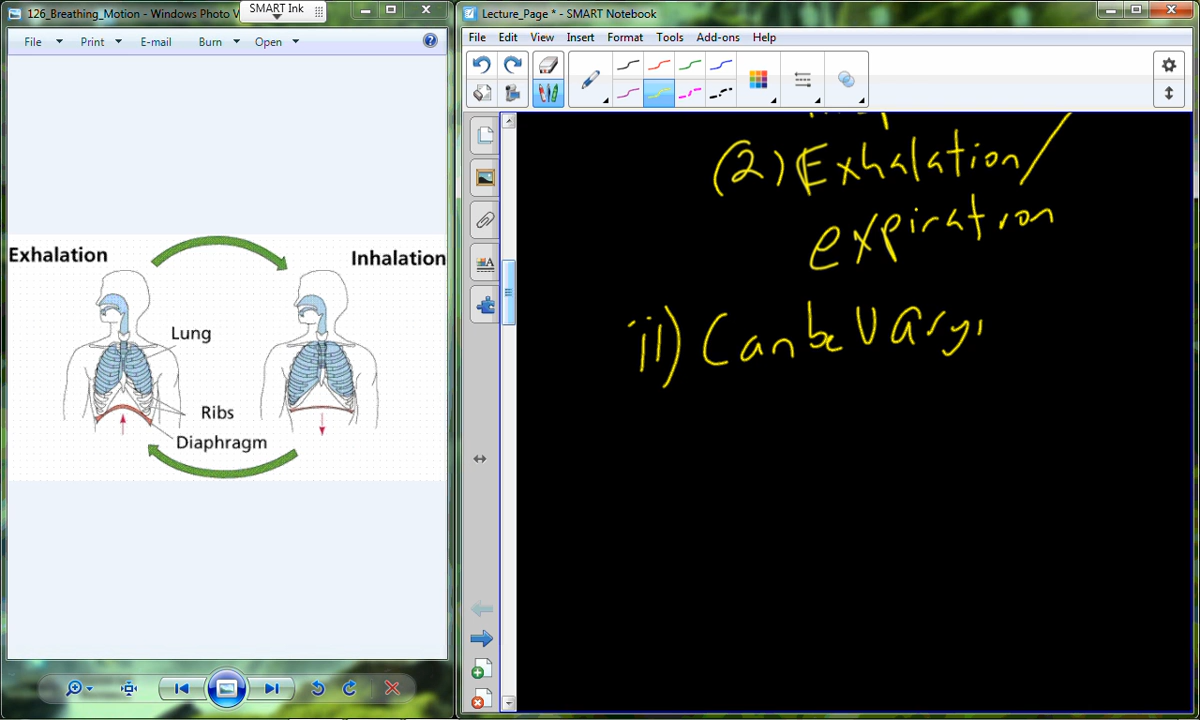 126_Breathing_Motion - Windows Photo V
SMART Ink
File Print E-mail Burn Open
Exhalation
Inhalation
Lung
Ribs
Diaphragm
Lecture_Page * - SMART Notebook
File Edit View Insert Format Tools Add-ons Help
(2) Exhalation/
expiration
ii) Can be